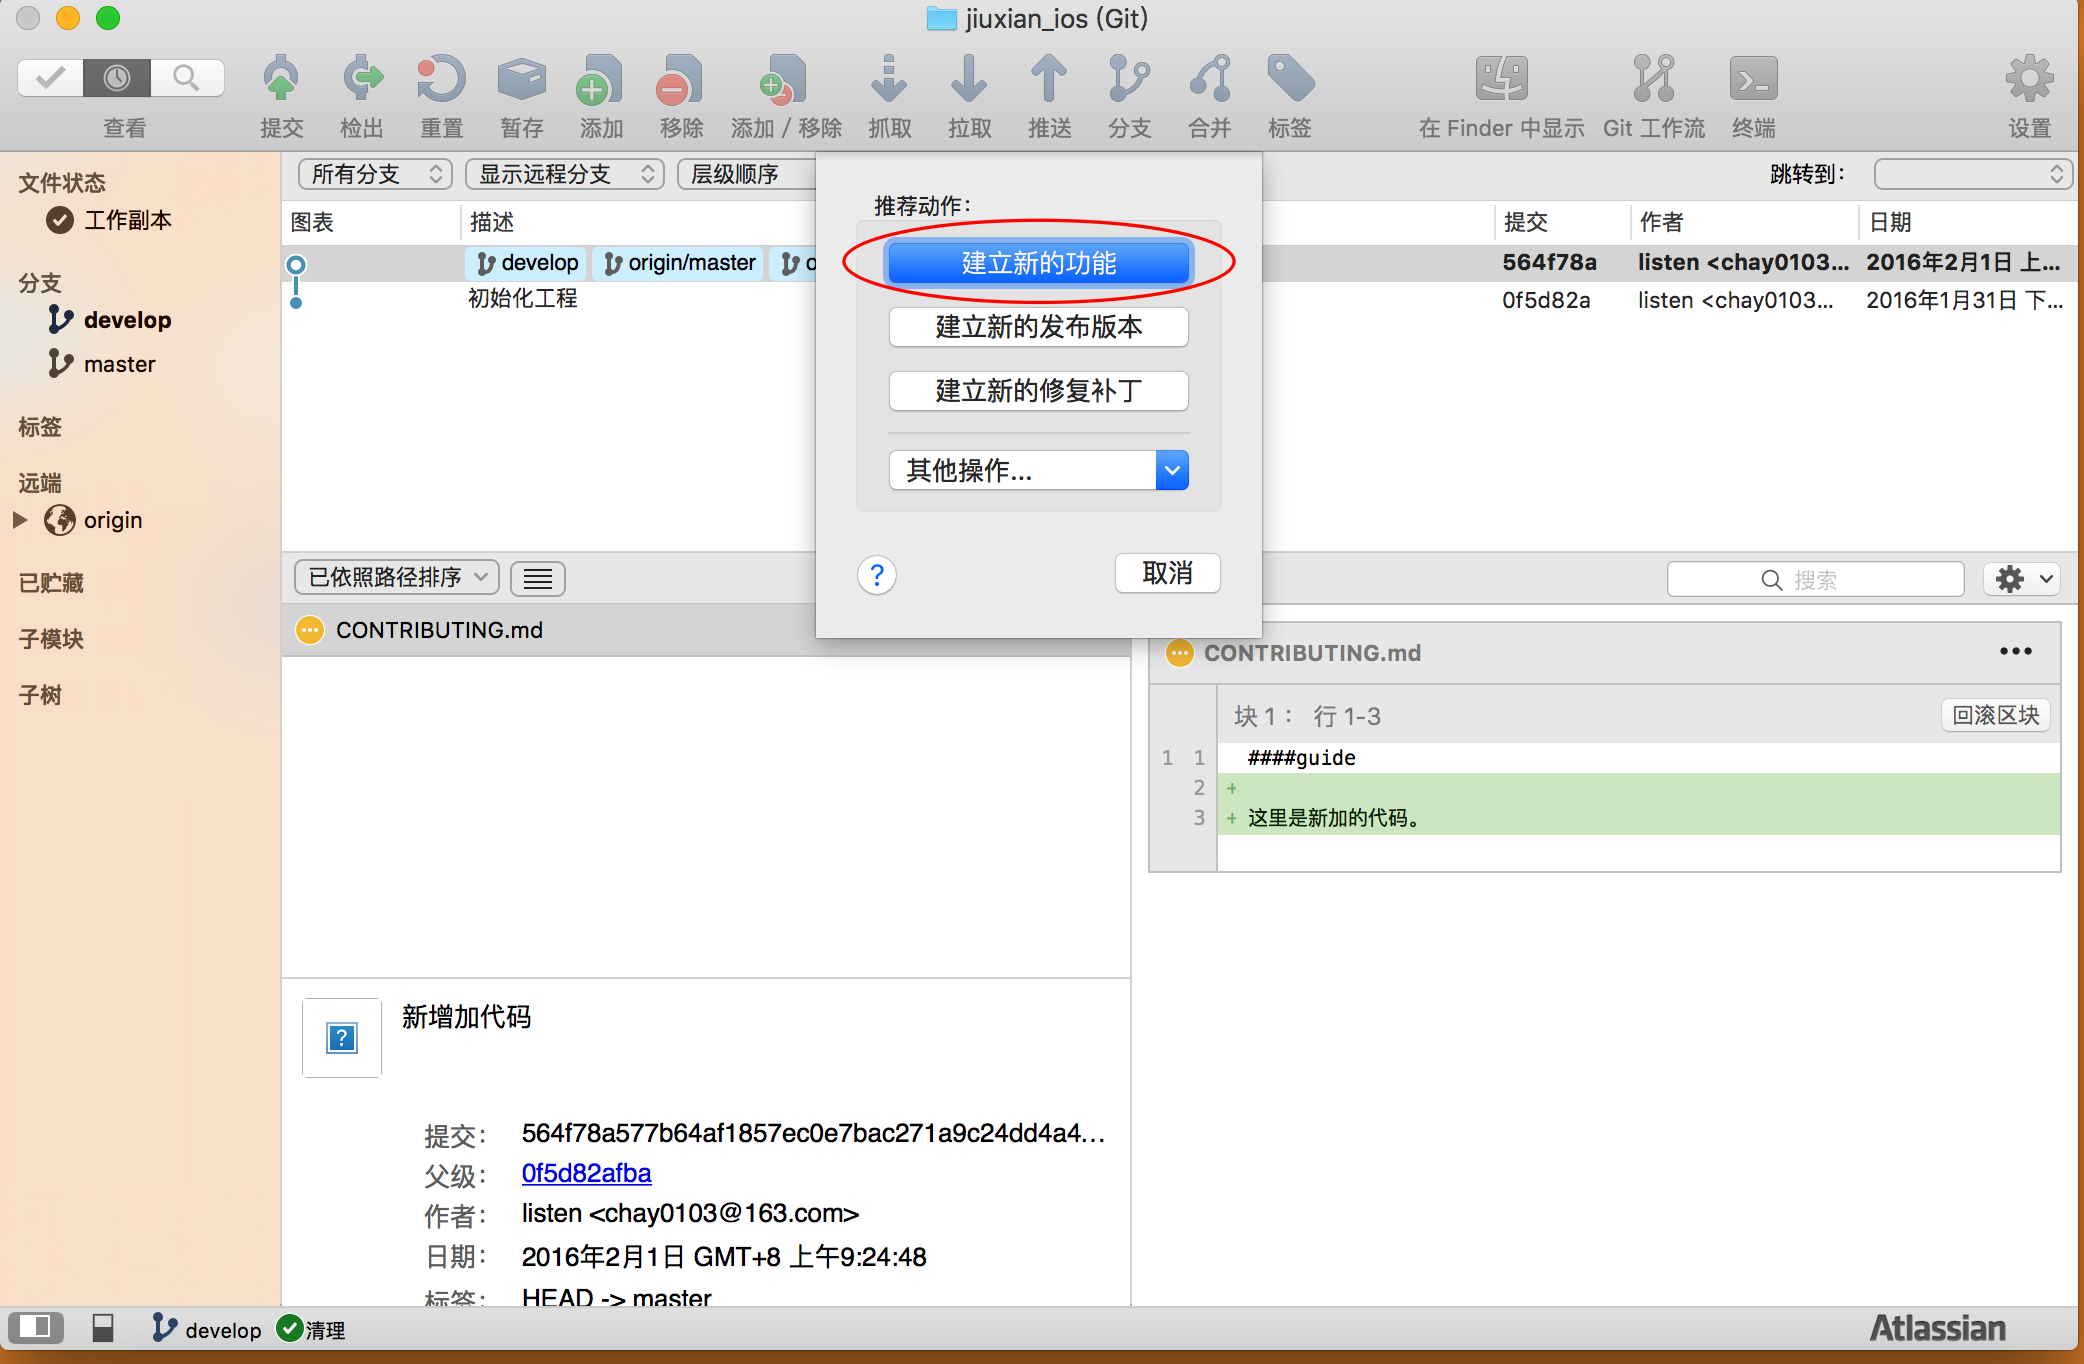 jiuxian_ios (Git)
查看 提交 检出 重置 暂存 添加 移除 添加 / 移除 抓取 拉取 推送 分支 合并 标签 在 Finder 中显示 Git 工作流 终端 设置
文件状态
工作副本
分支
develop
master
标签
远端
origin
已贮藏
子模块
子树
所有分支 显示远程分支 层级顺序 跳转到：
图表 描述 提交 作者 日期
develop origin/master o 564f78a listen <chay0103... 2016年2月1日 上...
初始化工程 0f5d82a listen <chay0103... 2016年1月31日 下...
推荐动作：
建立新的功能
建立新的发布版本
建立新的修复补丁
其他操作...
? 取消
已依照路径排序 搜索
CONTRIBUTING.md
CONTRIBUTING.md
块 1： 行 1-3 回滚区块
1 1 ####guide
2 +
3 + 这里是新加的代码。
新增加代码
提交： 564f78a577b64af1857ec0e7bac271a9c24dd4a4...
父级： 0f5d82afba
作者： listen <chay0103@163.com>
日期： 2016年2月1日 GMT+8 上午9:24:48
标签： HEAD -> master
develop 清理 Atlassian